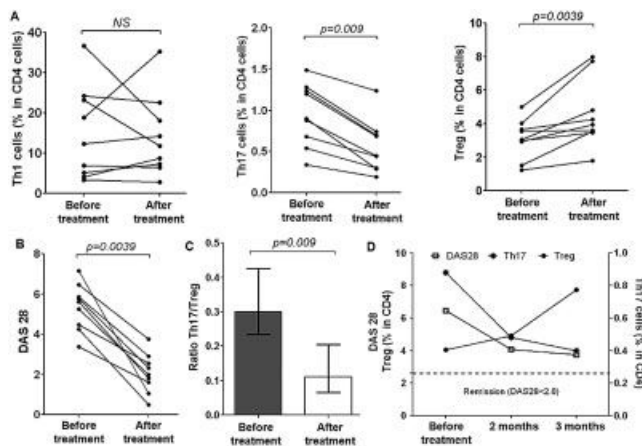 A
NS
Th1 cells (% in CD4 cells)
40
30
20
10
0
Before treatment
After treatment
p=0.009
Th17 cells (% in CD4 cells)
2.0
1.5
1.0
0.5
0.0
Before treatment
After treatment
p=0.0039
Treg (% in CD4 cells)
10
8
6
4
2
0
Before treatment
After treatment
B
p=0.0039
DAS 28
8
6
4
2
0
Before treatment
After treatment
C
p=0.009
Ratio Th17/Treg
0.5
0.4
0.3
0.2
0.1
0.0
Before treatment
After treatment
D
DAS28
Th17
Treg
DAS 28
Treg (% in CD4)
10
8
6
4
2
0
Th17 cells (% in CD4)
1.0
0.8
0.6
0.4
0.2
0.0
Remission (DAS28<2.6)
Before treatment
2 months
3 months